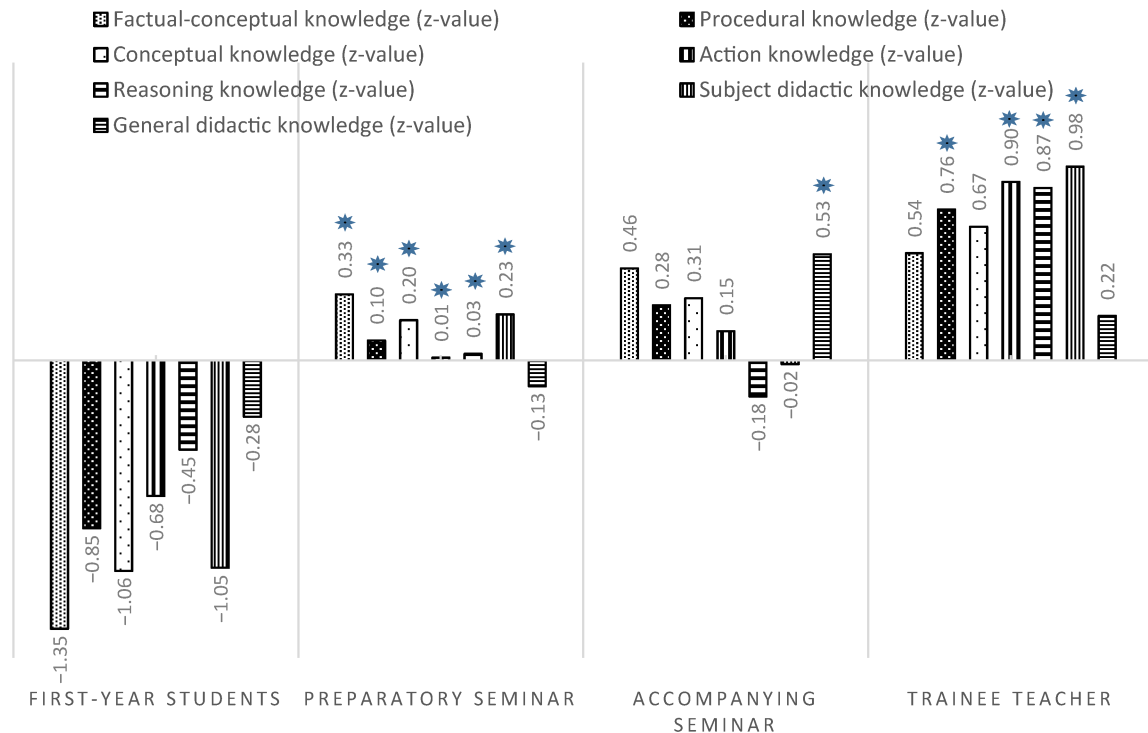 Factual-conceptual knowledge (z-value)
Procedural knowledge (z-value)
Conceptual knowledge (z-value)
Action knowledge (z-value)
Reasoning knowledge (z-value)
Subject didactic knowledge (z-value)
General didactic knowledge (z-value)
−1.35
−0.85
−1.06
−0.68
−0.45
−1.05
−0.28
0.33
0.10
0.20
0.01
0.03
0.23
−0.13
0.46
0.28
0.31
0.15
−0.18
−0.02
0.53
0.54
0.76
0.67
0.90
0.87
0.98
0.22
FIRST-YEAR STUDENTS
PREPARATORY SEMINAR
ACCOMPANYING
SEMINAR
TRAINEE TEACHER